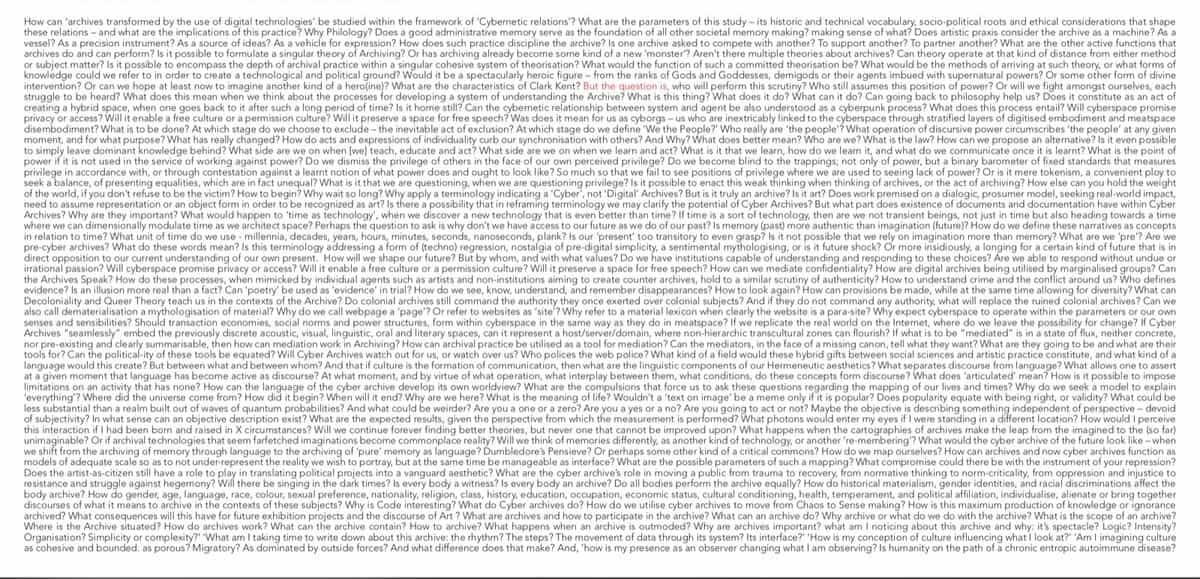 How can 'archives transformed by the use of digital technologies' be studied within the framework of 'Cybernetic relations'? What are the parameters of this study – its historic and technical vocabulary, socio-political roots and ethical considerations that shape
these relations – and what are the implications of this practice? Why Philology? Does a good administrative memory serve as the foundation of all other societal memory making? making sense of what? Does artistic praxis consider the archive as a machine? As a
vessel? As a precision instrument? As a source of ideas? As a vehicle for expression? How does such practice discipline the archive? Is one archive asked to compete with another? To support another? To partner another? What are the other active functions that
archives do and can perform? Is it possible to formulate a singular theory of Archiving? Or has archiving already become some kind of a new 'monster'? Aren't there multiple theories about archives? Can theory operate at that kind of distance from either method
or subject matter? Is it possible to encompass the depth of archival practice within a singular cohesive system of theorisation? What would the function of such a committed theorisation be? What would be the methods of arriving at such theory, or what forms of
knowledge could we refer to in order to create a technological and political ground? Would it be a spectacularly heroic figure – from the ranks of Gods and Goddesses, demigods or their agents imbued with supernatural powers? Or some other form of divine
intervention? Or can we hope at least now to imagine another kind of a hero(ine)? What are the characteristics of Clark Kent? But the question is, who will perform this scrutiny? Who still assumes this position of power? Or will we fight amongst ourselves, each
struggle to be heard? What does this mean when we think about the processes for developing a system of understanding the Archive? What is this thing? What does it do? What can it do? Can going back to philosophy help us? Does it constitute as an act of
creating a hybrid space, when one goes back to it after such a long period of time? Is it home still? Can the cybernetic relationship between system and agent be also understood as a cyberpunk process? What does this process entail? Will cyberspace promise
privacy or access? Will it enable a free culture or a permission culture? Will it preserve a space for free speech? Was does it mean for us as cyborgs – us who are inextricably linked to the cyberspace through stratified layers of digitised embodiment and meatspace
disembodiment? What is to be done? At which stage do we choose to exclude – the inevitable act of exclusion? At which stage do we define 'We the People?' Who really are 'the people'? What operation of discursive power circumscribes 'the people' at any given
moment, and for what purpose? What has really changed? How do acts and expressions of individuality curb our synchronisation with others? And Why? What does better mean? Who are we? What is the law? How can we propose an alternative? Is it even possible
to simply leave dominant knowledge behind? What side are we on when [we] teach, educate and act? What side are we on when we learn and act? What is it that we learn, how do we learn it, and what do we communicate once it is learnt? What is the point of
power if it is not used in the service of working against power? Do we dismiss the privilege of others in the face of our own perceived privilege? Do we become blind to the trappings; not only of power, but a binary barometer of fixed standards that measures
privilege in accordance with, or through contestation against a learnt notion of what power does and ought to look like? So much so that we fail to see positions of privilege where we are used to seeing lack of power? Or is it mere tokenism, a convenient ploy to
seek a balance, of presenting equalities, which are in fact unequal? What is it that we are questioning, when we are questioning privilege? Is it possible to enact this weak thinking when thinking of archives, or the act of archiving? How else can you hold the weight
of the world, if you don't refuse to be the victim? How to begin? Why wait so long? Why apply a terminology indicating a 'Cyber', not 'Digital' Archives? But is it truly an archive? Is it art? Does work premised on a dialogic, prosumer model, seeking real-world impact,
need to assume representation or an object form in order to be recognized as art? Is there a possibility that in reframing terminology we may clarify the potential of Cyber Archives? But what part does existence of documents and documentation have within Cyber
Archives? Why are they important? What would happen to 'time as technology', when we discover a new technology that is even better than time? If time is a sort of technology, then are we not transient beings, not just in time but also heading towards a time
where we can dimensionally modulate time as we architect space? Perhaps the question to ask is why don't we have access to our future as we do of our past? Is memory (past) more authentic than imagination (future)? How do we define these narratives as concepts
in relation to time? What unit of time do we use - millennia, decades, years, hours, minutes, seconds, nanoseconds, plank? Is our 'present' too transitory to even grasp? Is it not possible that we rely on imagination more than memory? What are we 'pre'? Are we
pre-cyber archives? What do these words mean? Is this terminology addressing a form of (techno) regression, nostalgia of pre-digital simplicity, a sentimental mythologising, or is it future shock? Or more insidiously, a longing for a certain kind of future that is in
direct opposition to our current understanding of our own present. How will we shape our future? But by whom, and with what values? Do we have institutions capable of understanding and responding to these choices? Are we able to respond without undue or
irrational passion? Will cyberspace promise privacy or access? Will it enable a free culture or a permission culture? Will it preserve a space for free speech? How can we mediate confidentiality? How are digital archives being utilised by marginalised groups? Can
the Archives Speak? How do these processes, when mimicked by individual agents such as artists and non-institutions aiming to create counter archives, hold to a similar scrutiny of authenticity? How to understand crime and the conflict around us? Who defines
evidence? Is an illusion more real than a fact? Can 'poetry' be used as 'evidence' in trial? How do we see, know, understand, and remember disappearances? How to look again? How can provisions be made, while at the same time allowing for diversity? What can
Decoloniality and Queer Theory teach us in the contexts of the Archive? Do colonial archives still command the authority they once exerted over colonial subjects? And if they do not command any authority, what will replace the ruined colonial archives? Can we
also call dematerialisation a mythologisation of material? Why do we call webpage a 'page'? Or refer to websites as 'site'? Why refer to a material lexicon when clearly the website is a para-site? Why expect cyberspace to operate within the parameters or our own
senses and sensibilities? Should transaction economies, social norms and power structures, form within cyberspace in the same way as they do in meatspace? If we replicate the real world on the Internet, where do we leave the possibility for change? If Cyber
Archives "seamlessly" embed the previously discrete acoustic, visual, linguistic, oral and literary spaces, can it represent a host/server/domain, where non-hierarchic transcultural zones can flourish? If what is to be "mediated" is in a state of flux, neither concrete,
nor pre-existing and clearly summarisable, then how can mediation work in Archiving? How can archival practice be utilised as a tool for mediation? Can the mediators, in the face of a missing canon, tell what they want? What are they going to be and what are their
tools for? Can the political-ity of these tools be equated? Will Cyber Archives watch out for us, or watch over us? Who polices the web police? What kind of a field would these hybrid gifts between social sciences and artistic practice constitute, and what kind of a
language would this create? But between what and between whom? And that if culture is the formation of communication, then what are the linguistic components of our Hermeneutic aesthetics? What separates discourse from language? What allows one to assert
at a given moment that language has become active as discourse? At what moment, and by virtue of what operation, what interplay between them, what conditions, do these concepts form discourse? What does 'articulated' mean? How is it possible to impose
limitations on an activity that has none? How can the language of the cyber archive develop its own worldview? What are the compulsions that force us to ask these questions regarding the mapping of our lives and times? Why do we seek a model to explain
'everything'? Where did the universe come from? How did it begin? When will it end? Why are we here? What is the meaning of life? Wouldn't a 'text on image' be a meme only if it is popular? Does popularity equate with being right, or validity? What could be
less substantial than a realm built out of waves of quantum probabilities? And what could be weirder? Are you a one or a zero? Are you a yes or a no? Are you going to act or not? Maybe the objective is describing something independent of perspective – devoid
of subjectivity? In what sense can an objective description exist? What are the expected results, given the perspective from which the measurement is performed? What photons would enter my eyes if I were standing in a different location? How would I perceive
this interaction if I had been born and raised in X circumstances? Will we continue forever finding better theories, but never one that cannot be improved upon? What happens when the cartographies of archives make the leap from the imagined to the (so far)
unimaginable? Or if archival technologies that seem farfetched imaginations become commonplace reality? Will we think of memories differently, as another kind of technology, or another 're-membering'? What would the cyber archive of the future look like – when
we shift from the archiving of memory through language to the archiving of 'pure' memory as language? Dumbledore's Pensieve? Or perhaps some other kind of a critical commons? How do we map ourselves? How can archives and now cyber archives function as
models of adequate scale so as to not under-represent the reality we wish to portray, but at the same time be manageable as interface? What are the possible parameters of such a mapping? What compromise could there be with the instrument of your repression?
Does the artist-as-citizen still have a role to play in translating political projects into a vanguard aesthetic? What are the cyber archive's role in moving a public from trauma to recovery, from normative thinking to norm-criticality, from oppression and injustice to
resistance and struggle against hegemony? Will there be singing in the dark times? Is every body a witness? Is every body an archive? Do all bodies perform the archive equally? How do historical materialism, gender identities, and racial discriminations affect the
body archive? How do gender, age, language, race, colour, sexual preference, nationality, religion, class, history, education, occupation, economic status, cultural conditioning, health, temperament, and political affiliation, individualise, alienate or bring together
discourses of what it means to archive in the contexts of these subjects? Why is Code interesting? What do Cyber archives do? How do we utilise cyber archives to move from Chaos to Sense making? How is this maximum production of knowledge or ignorance
archived? What consequences will this have for future exhibition projects and the discourse of Art ? What are archives and how to participate in the archive? What can an archive do? Why archive or what do we do with the archive? What is the scope of an archive?
Where is the Archive situated? How do archives work? What can the archive contain? How to archive? What happens when an archive is outmoded? Why are archives important? what am I noticing about this archive and why: it's spectacle? Logic? Intensity?
Organisation? Simplicity or complexity?' 'What am I taking time to write down about this archive: the rhythm? The steps? The movement of data through its system? Its interface?' 'How is my conception of culture influencing what I look at?' 'Am I imagining culture
as cohesive and bounded. as porous? Migratory? As dominated by outside forces? And what difference does that make? And, 'how is my presence as an observer changing what I am observing? Is humanity on the path of a chronic entropic autoimmune disease?